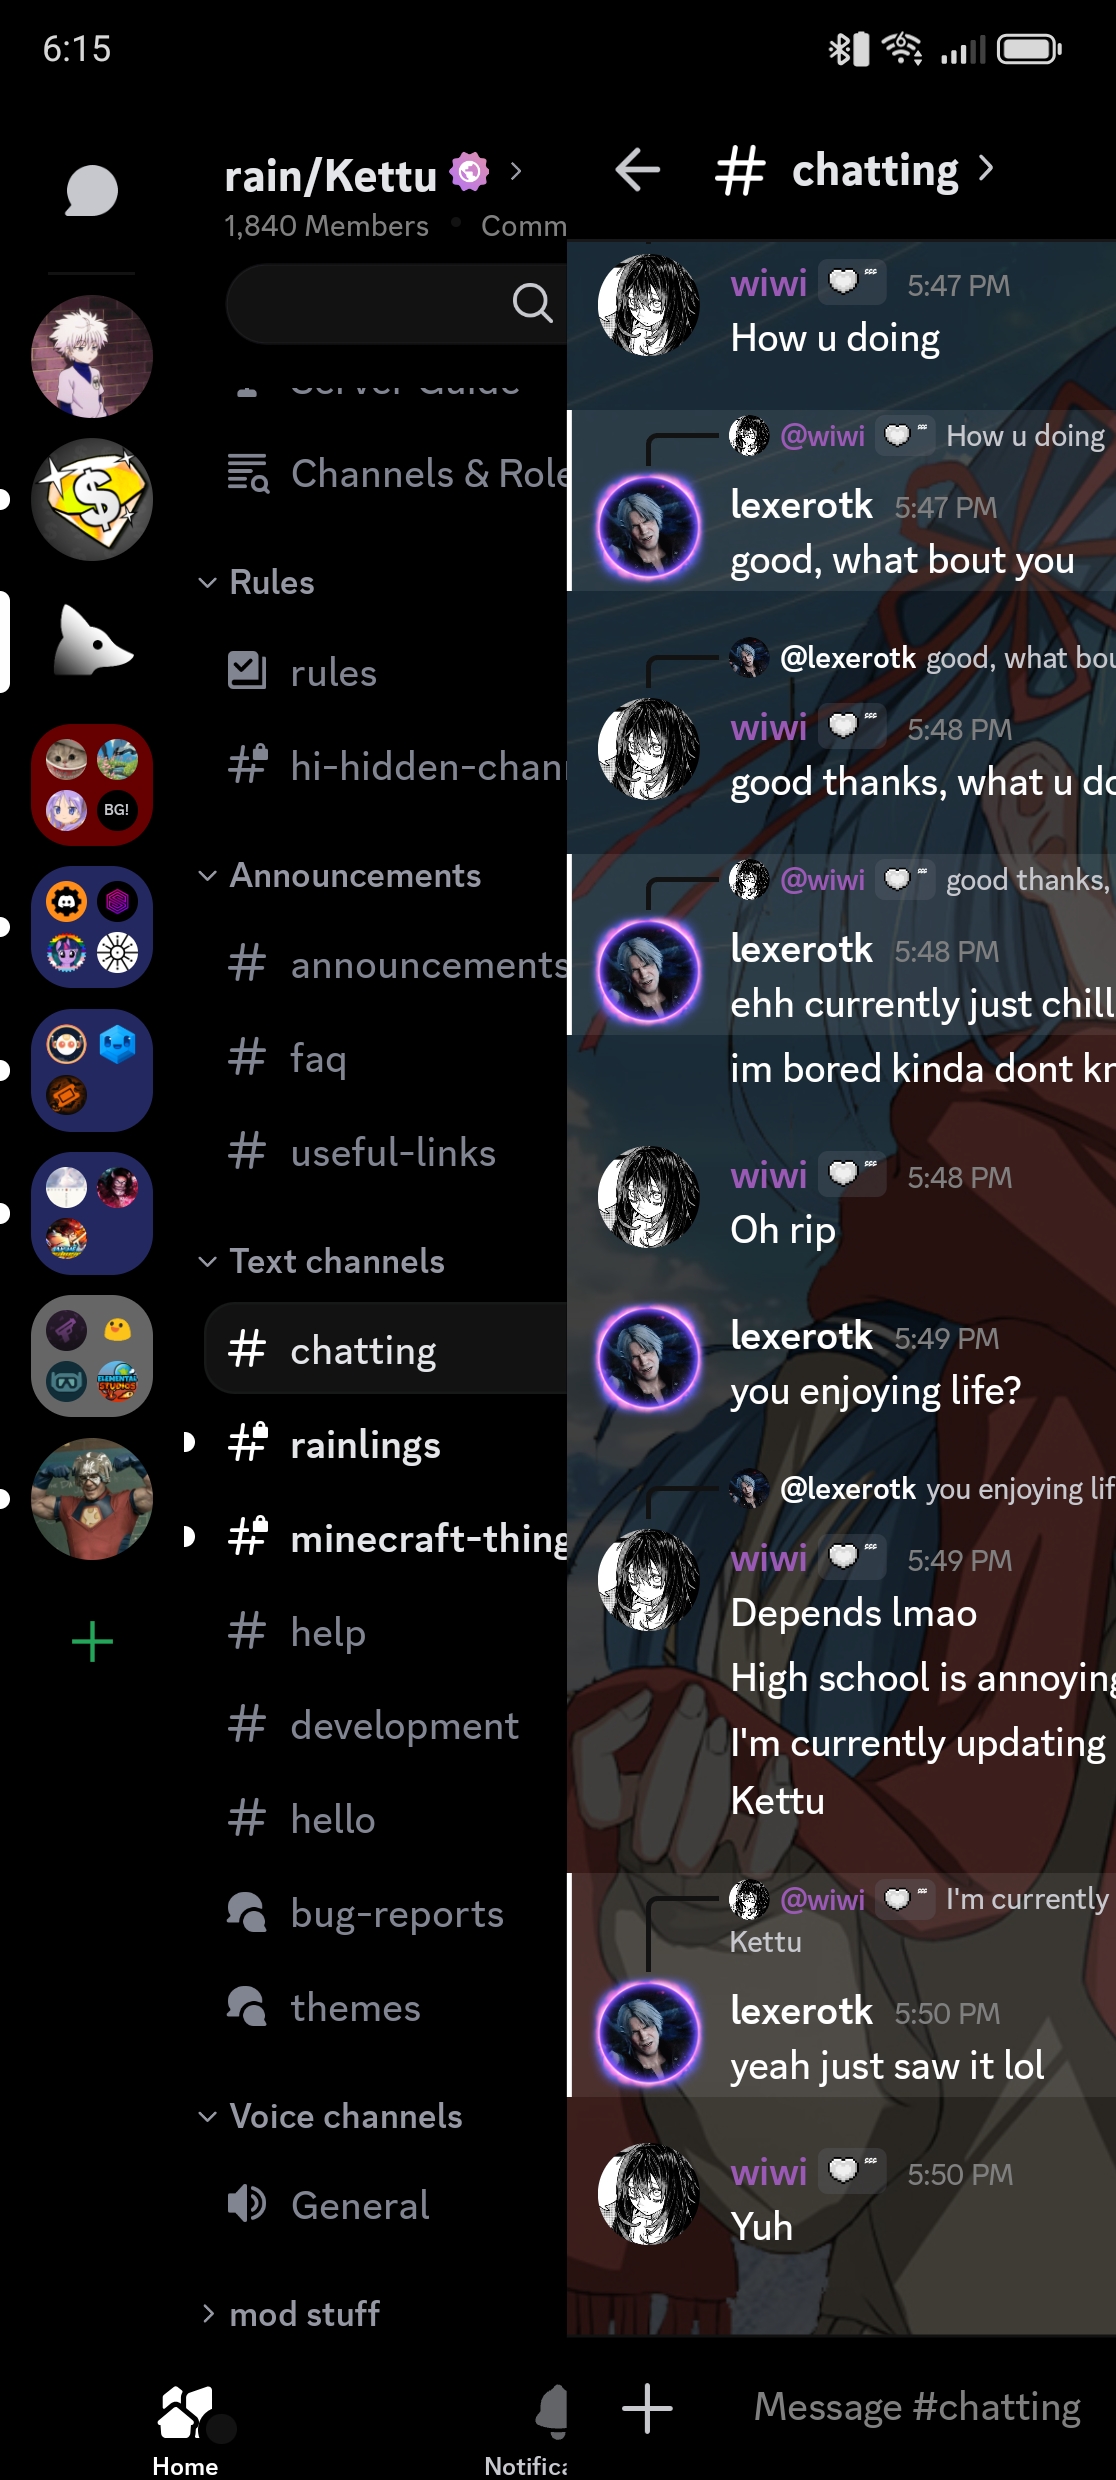 6:15
rain/Kettu
1,840 Members • Comm
Server Guide
Channels & Role
Rules
rules
hi-hidden-chann
Announcements
announcements
faq
useful-links
Text channels
chatting
rainlings
minecraft-thing
help
development
hello
bug-reports
themes
Voice channels
General
mod stuff
BG!
ELEMENTAL STUDIOS
Home
Notifica
chatting
wiwi 5:47 PM
How u doing
@wiwi How u doing
lexerotk 5:47 PM
good, what bout you
@lexerotk good, what bou
wiwi 5:48 PM
good thanks, what u do
@wiwi good thanks,
lexerotk 5:48 PM
ehh currently just chill
im bored kinda dont kn
wiwi 5:48 PM
Oh rip
lexerotk 5:49 PM
you enjoying life?
@lexerotk you enjoying lif
wiwi 5:49 PM
Depends lmao
High school is annoying
I'm currently updating
Kettu
@wiwi I'm currently
Kettu
lexerotk 5:50 PM
yeah just saw it lol
wiwi 5:50 PM
Yuh
Message #chatting